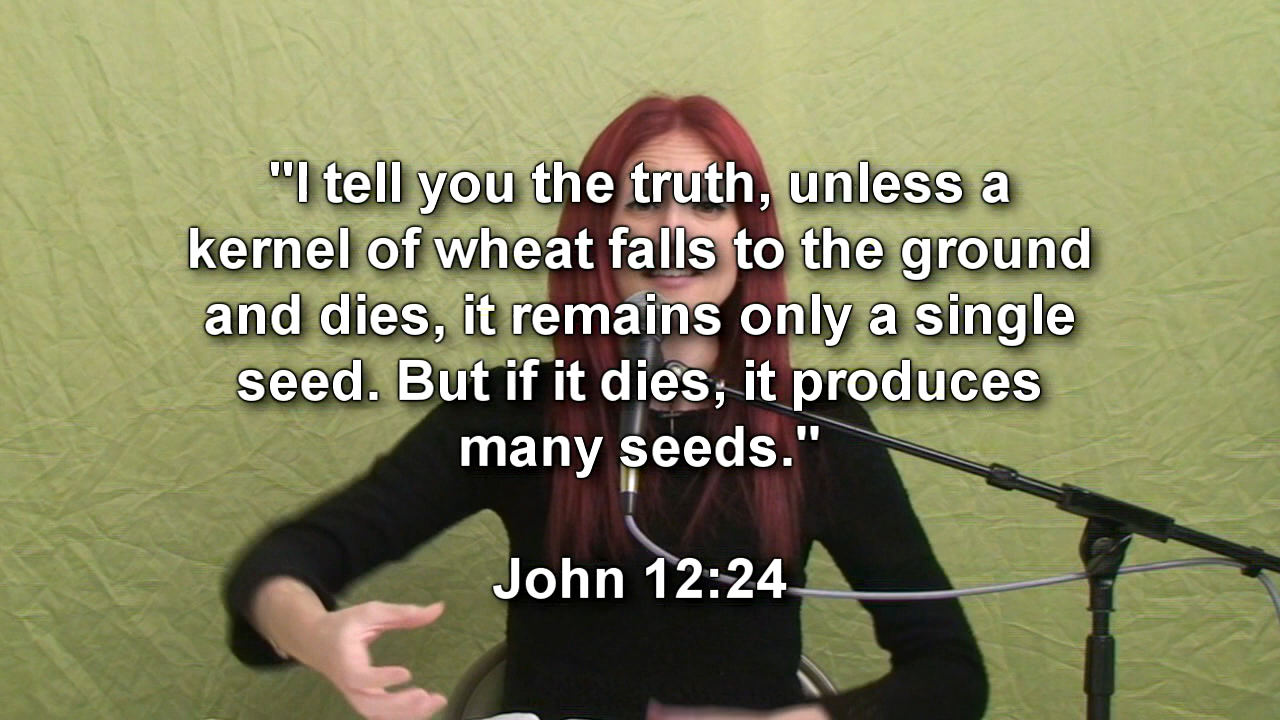 "I tell you the truth, unless a
kernel of wheat falls to the ground
and dies, it remains only a single
seed. But if it dies, it produces
many seeds."
John 12:24